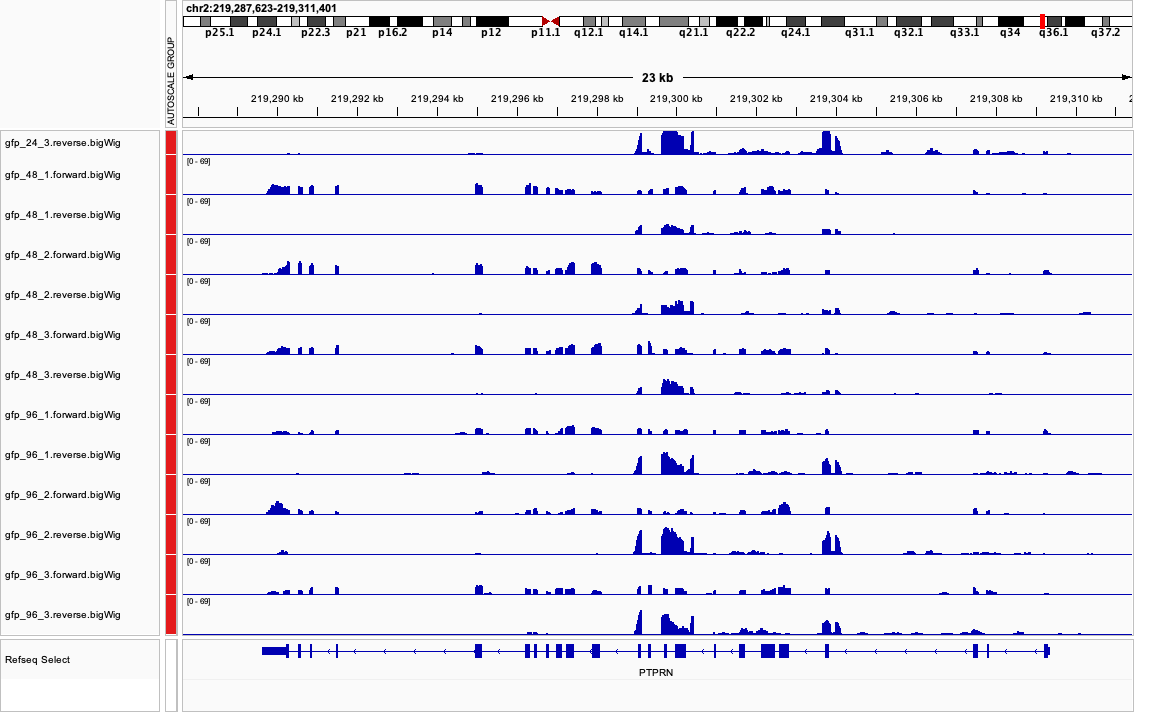 chr2:219,287,623-219,311,401
p25.1 p24.1 p22.3 p21 p16.2 p14 p12 p11.1 q12.1 q14.1 q21.1 q22.2 q24.1 q31.1 q32.1 q33.1 q34 q36.1 q37.2
AUTOSCALE GROUP
23 kb
219,290 kb 219,292 kb 219,294 kb 219,296 kb 219,298 kb 219,300 kb 219,302 kb 219,304 kb 219,306 kb 219,308 kb 219,310 kb 2
gfp_24_3.reverse.bigWig
[0 - 69]
gfp_48_1.forward.bigWig
[0 - 69]
gfp_48_1.reverse.bigWig
[0 - 69]
gfp_48_2.forward.bigWig
[0 - 69]
gfp_48_2.reverse.bigWig
[0 - 69]
gfp_48_3.forward.bigWig
[0 - 69]
gfp_48_3.reverse.bigWig
[0 - 69]
gfp_96_1.forward.bigWig
[0 - 69]
gfp_96_1.reverse.bigWig
[0 - 69]
gfp_96_2.forward.bigWig
[0 - 69]
gfp_96_2.reverse.bigWig
[0 - 69]
gfp_96_3.forward.bigWig
[0 - 69]
gfp_96_3.reverse.bigWig
Refseq Select
PTPRN